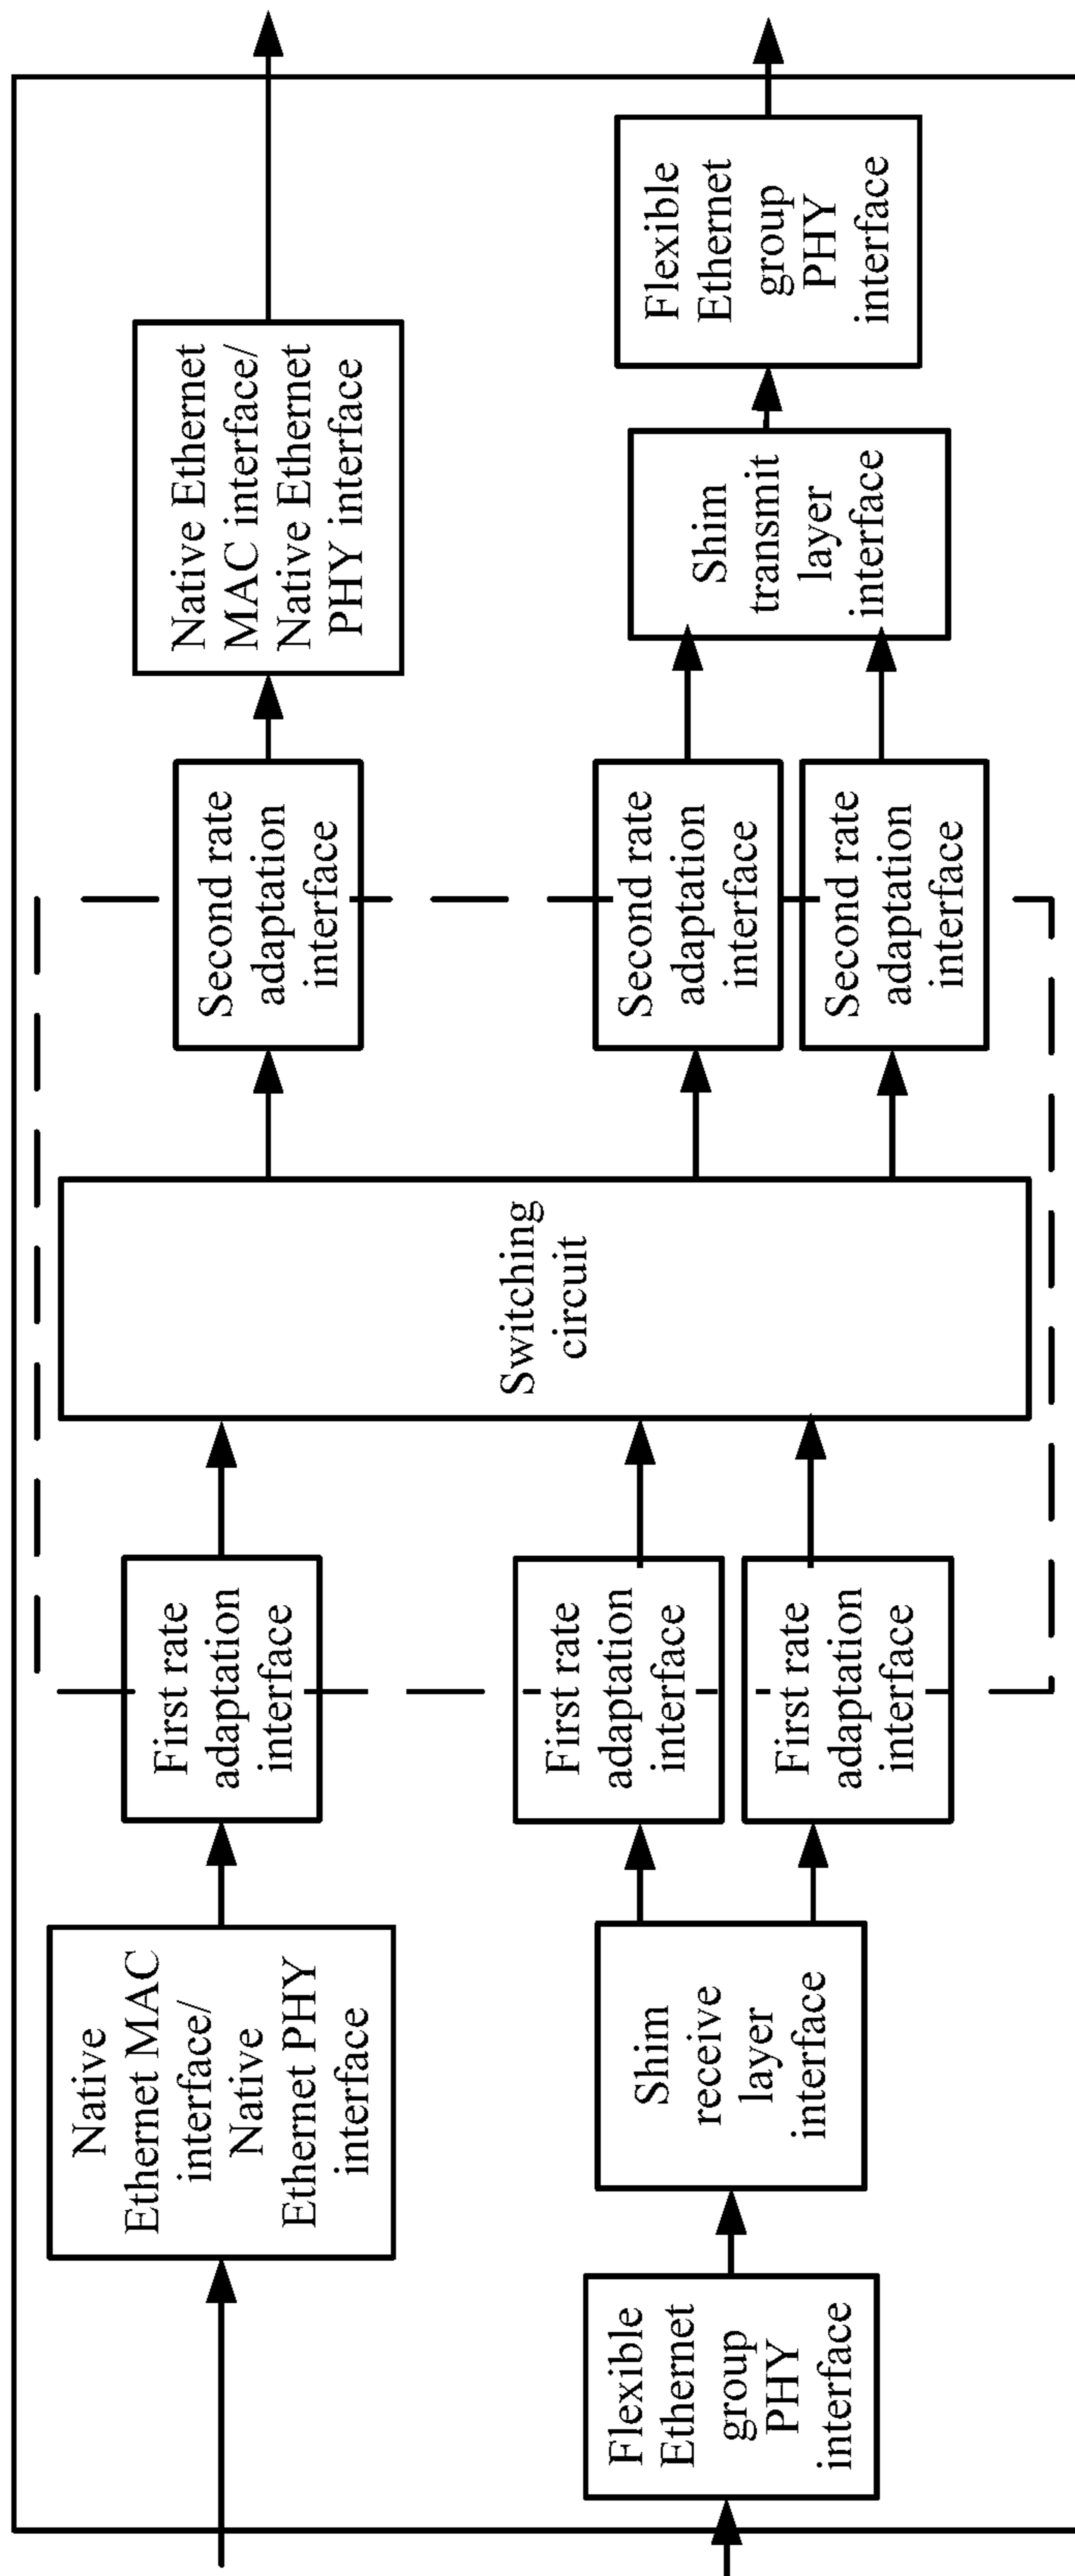 Native
Ethernet MAC
interface/
Native
Ethernet PHY
interface
First rate
adaptation
interface
Switching
circuit
Second rate
adaptation
interface
Native Ethernet
MAC interface/
Native Ethernet
PHY interface
Flexible
Ethernet
group
PHY
interface
Shim
receive
layer
interface
First rate
adaptation
interface
First rate
adaptation
interface
Second rate
adaptation
interface
Second rate
adaptation
interface
Shim
transmit
layer
interface
Flexible
Ethernet
group
PHY
interface